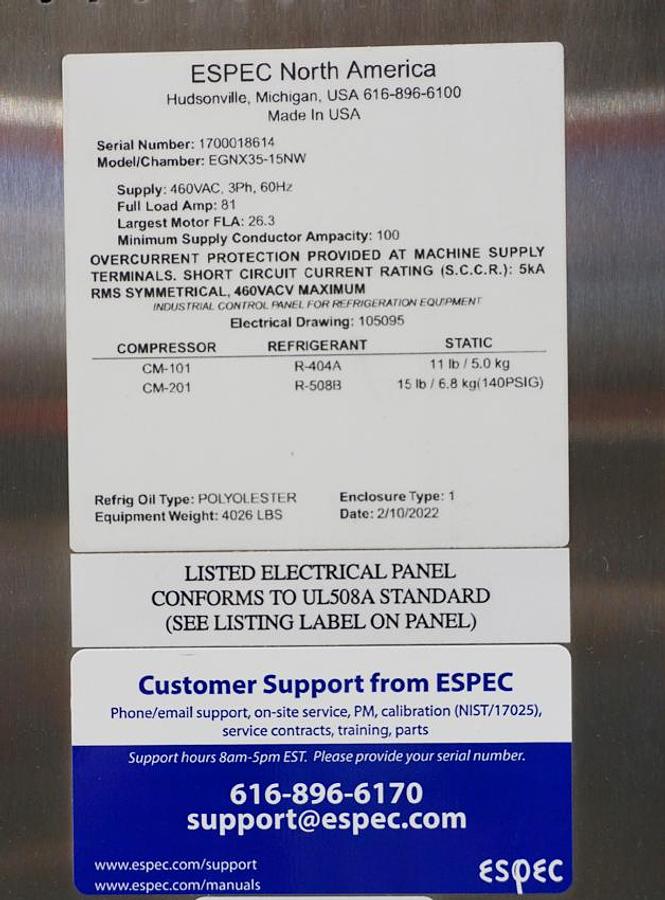 ESPEC North America
Hudsonville, Michigan, USA 616-896-6100
Made In USA
Serial Number: 1700018614
Model/Chamber: EGNX35-15NW
Supply: 460VAC, 3Ph, 60Hz
Full Load Amp: 81
Largest Motor FLA: 26.3
Minimum Supply Conductor Ampacity: 100
OVERCURRENT PROTECTION PROVIDED AT MACHINE SUPPLY
TERMINALS. SHORT CIRCUIT CURRENT RATING (S.C.C.R.): 5kA
RMS SYMMETRICAL, 460VACV MAXIMUM
INDUSTRIAL CONTROL PANEL FOR REFRIGERATION EQUIPMENT
Electrical Drawing: 105095
COMPRESSOR REFRIGERANT STATIC
CM-101 R-404A 11 lb / 5.0 kg
CM-201 R-508B 15 lb / 6.8 kg(140PSIG)
Refrig Oil Type: POLYOLESTER Enclosure Type: 1
Equipment Weight: 4026 LBS Date: 2/10/2022
LISTED ELECTRICAL PANEL
CONFORMS TO UL508A STANDARD
(SEE LISTING LABEL ON PANEL)
Customer Support from ESPEC
Phone/email support, on-site service, PM, calibration (NIST/17025),
service contracts, training, parts
Support hours 8am-5pm EST. Please provide your serial number.
616-896-6170
support@espec.com
www.espec.com/support
www.espec.com/manuals
ESPEC